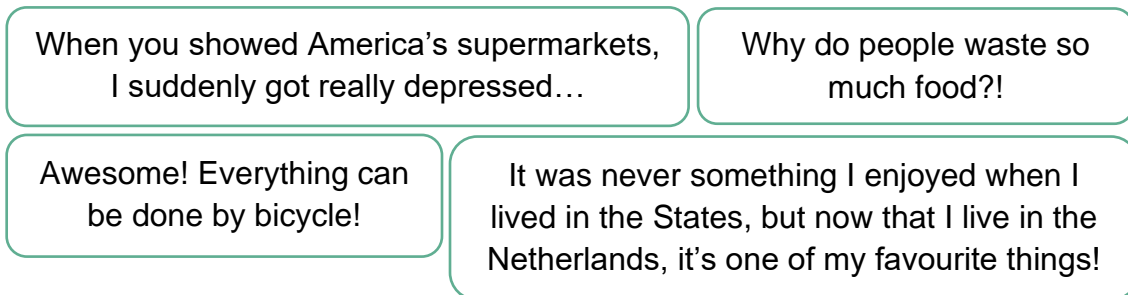 When you showed America’s supermarkets,
I suddenly got really depressed…
Why do people waste so
much food?!
Awesome! Everything can
be done by bicycle!
It was never something I enjoyed when I
lived in the States, but now that I live in the
Netherlands, it’s one of my favourite things!